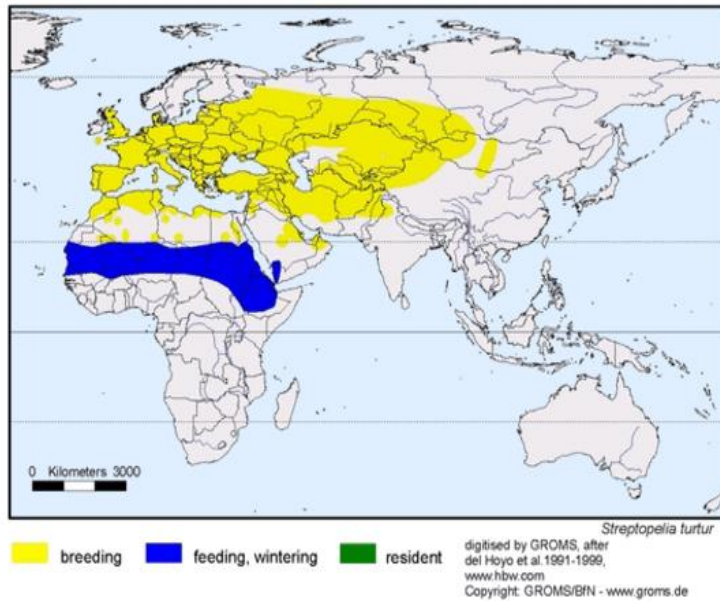 0 Kilometers 3000
Streptopelia turtur
breeding
feeding, wintering
resident
digitised by GROMS, after
del Hoyo et al.1991-1999,
www.hbw.com
Copyright: GROMS/BfN - www.groms.de